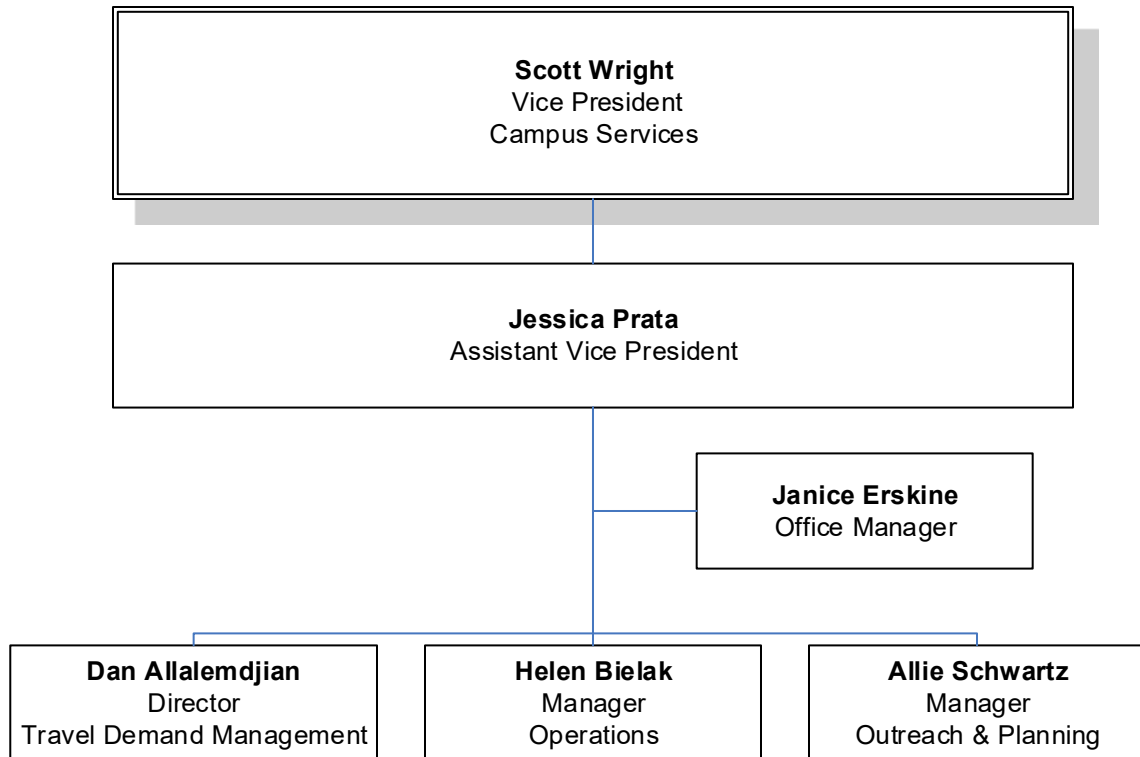 Scott Wright
Vice President
Campus Services
Jessica Prata
Assistant Vice President
Janice Erskine
Office Manager
Dan Allalemdjian
Director
Travel Demand Management
Helen Bielak
Manager
Operations
Allie Schwartz
Manager
Outreach & Planning